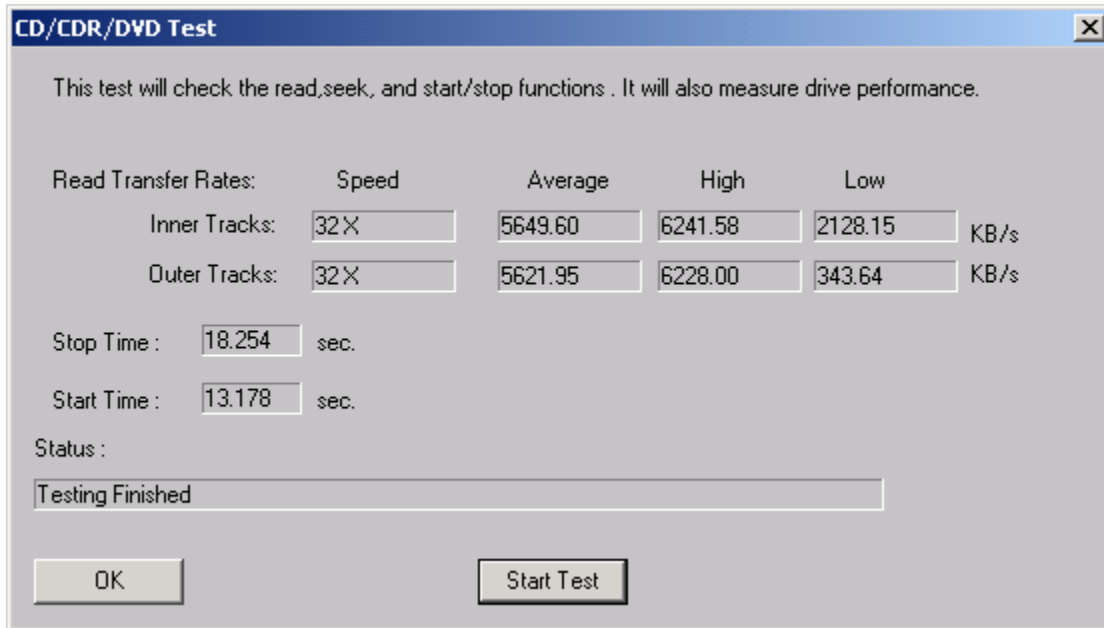 CD/CDR/DVD Test
This test will check the read,seek, and start/stop functions . It will also measure drive performance.
Read Transfer Rates: Speed Average High Low
Inner Tracks: 32X 5649.60 6241.58 2128.15 KB/s
Outer Tracks: 32X 5621.95 6228.00 343.64 KB/s
Stop Time : 18.254 sec.
Start Time : 13.178 sec.
Status :
Testing Finished
OK Start Test